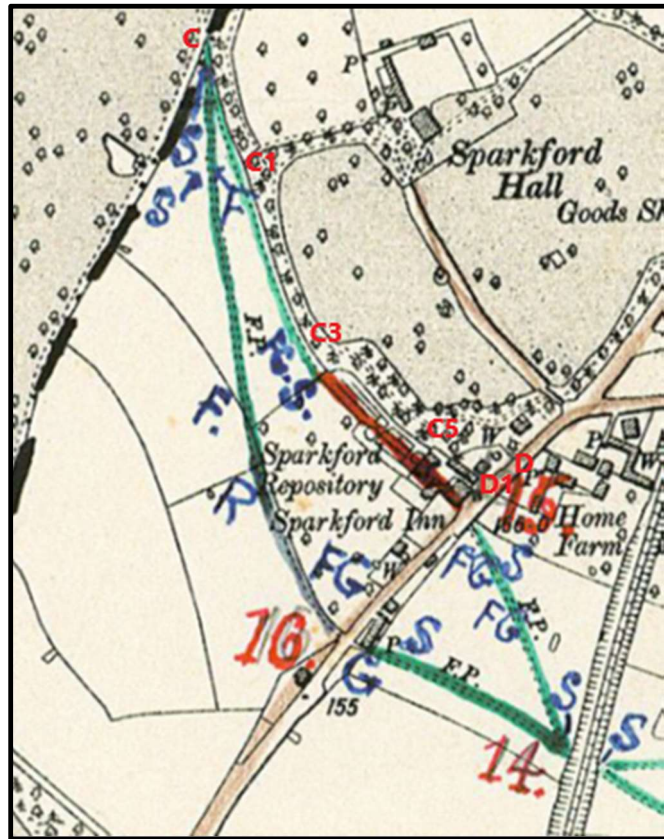 C
P
C1
Sparkford
Hall
Goods Sh
S
S
F
F.P.
C3
R.S.
F.
C5
W
D
P
P
W
Sparkford
Repository
D1
15.
R
Sparkford Inn
Home
Farm
FG
W
FG
S
FG
F.P.
16.
P
S
G
F.P.
S
S
155
14.